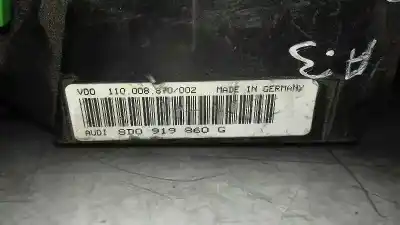 A.3
VDO 110.008.870/002 MADE IN GERMANY
AUDI 8D0 919 860 G